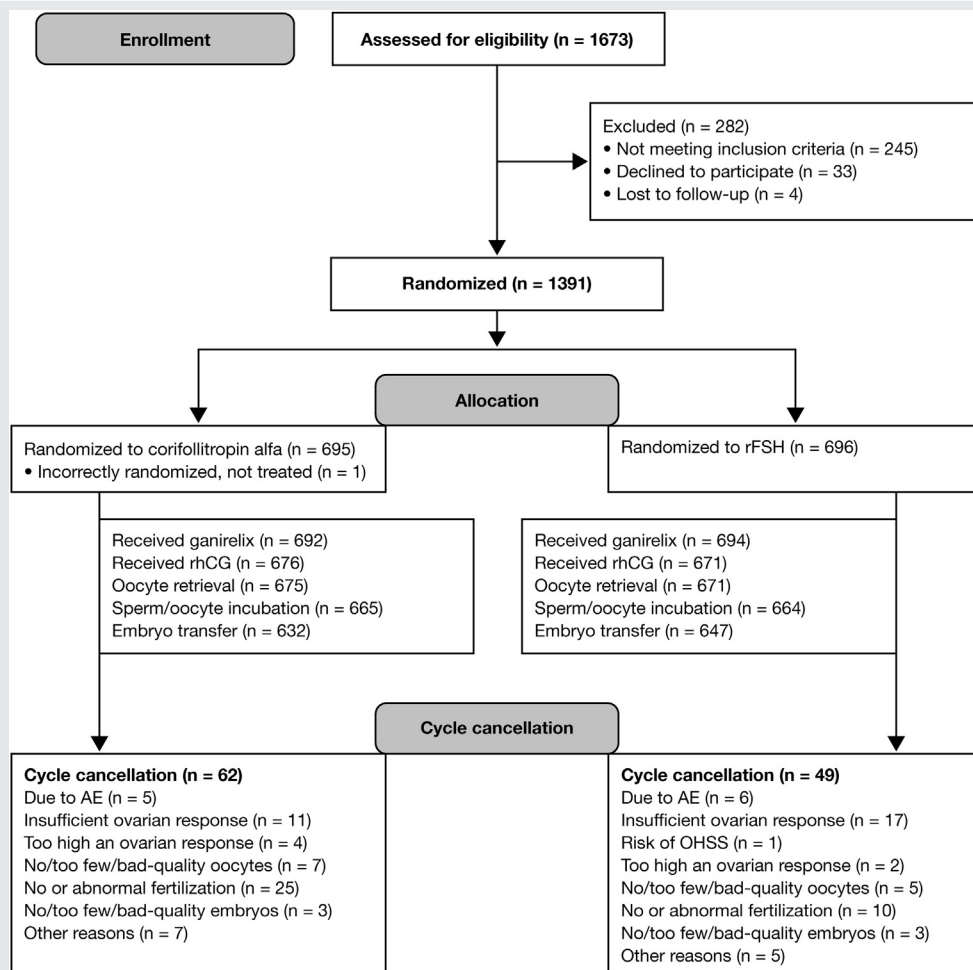 Enrollment
Assessed for eligibility (n = 1673)
Excluded (n = 282)
• Not meeting inclusion criteria (n = 245)
• Declined to participate (n = 33)
• Lost to follow-up (n = 4)
Randomized (n = 1391)
Allocation
Randomized to corifollitropin alfa (n = 695)
• Incorrectly randomized, not treated (n = 1)
Randomized to rFSH (n = 696)
Received ganirelix (n = 692)
Received rhCG (n = 676)
Oocyte retrieval (n = 675)
Sperm/oocyte incubation (n = 665)
Embryo transfer (n = 632)
Received ganirelix (n = 694)
Received rhCG (n = 671)
Oocyte retrieval (n = 671)
Sperm/oocyte incubation (n = 664)
Embryo transfer (n = 647)
Cycle cancellation
Cycle cancellation (n = 62)
Due to AE (n = 5)
Insufficient ovarian response (n = 11)
Too high an ovarian response (n = 4)
No/too few/bad-quality oocytes (n = 7)
No or abnormal fertilization (n = 25)
No/too few/bad-quality embryos (n = 3)
Other reasons (n = 7)
Cycle cancellation (n = 49)
Due to AE (n = 6)
Insufficient ovarian response (n = 17)
Risk of OHSS (n = 1)
Too high an ovarian response (n = 2)
No/too few/bad-quality oocytes (n = 5)
No or abnormal fertilization (n = 10)
No/too few/bad-quality embryos (n = 3)
Other reasons (n = 5)